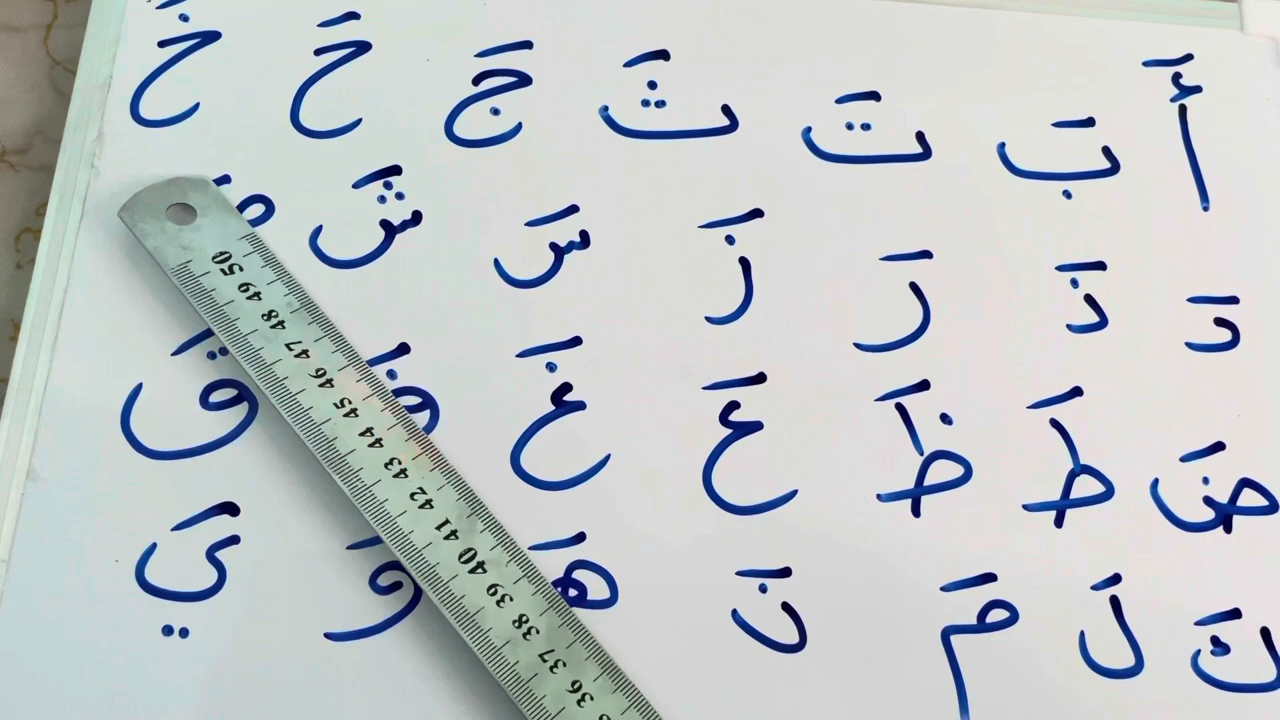 أَ بَ تَ ثَ جَ حَ خَ
دَ ذَ رَ زَ سَ شَ
ضَ طَ ظَ عَ غَ فَ قَ
كَ لَ مَ نَ هَ وَ يَ
50 49 48 47 46 45 44 43 42 41 40 39 38 37 36